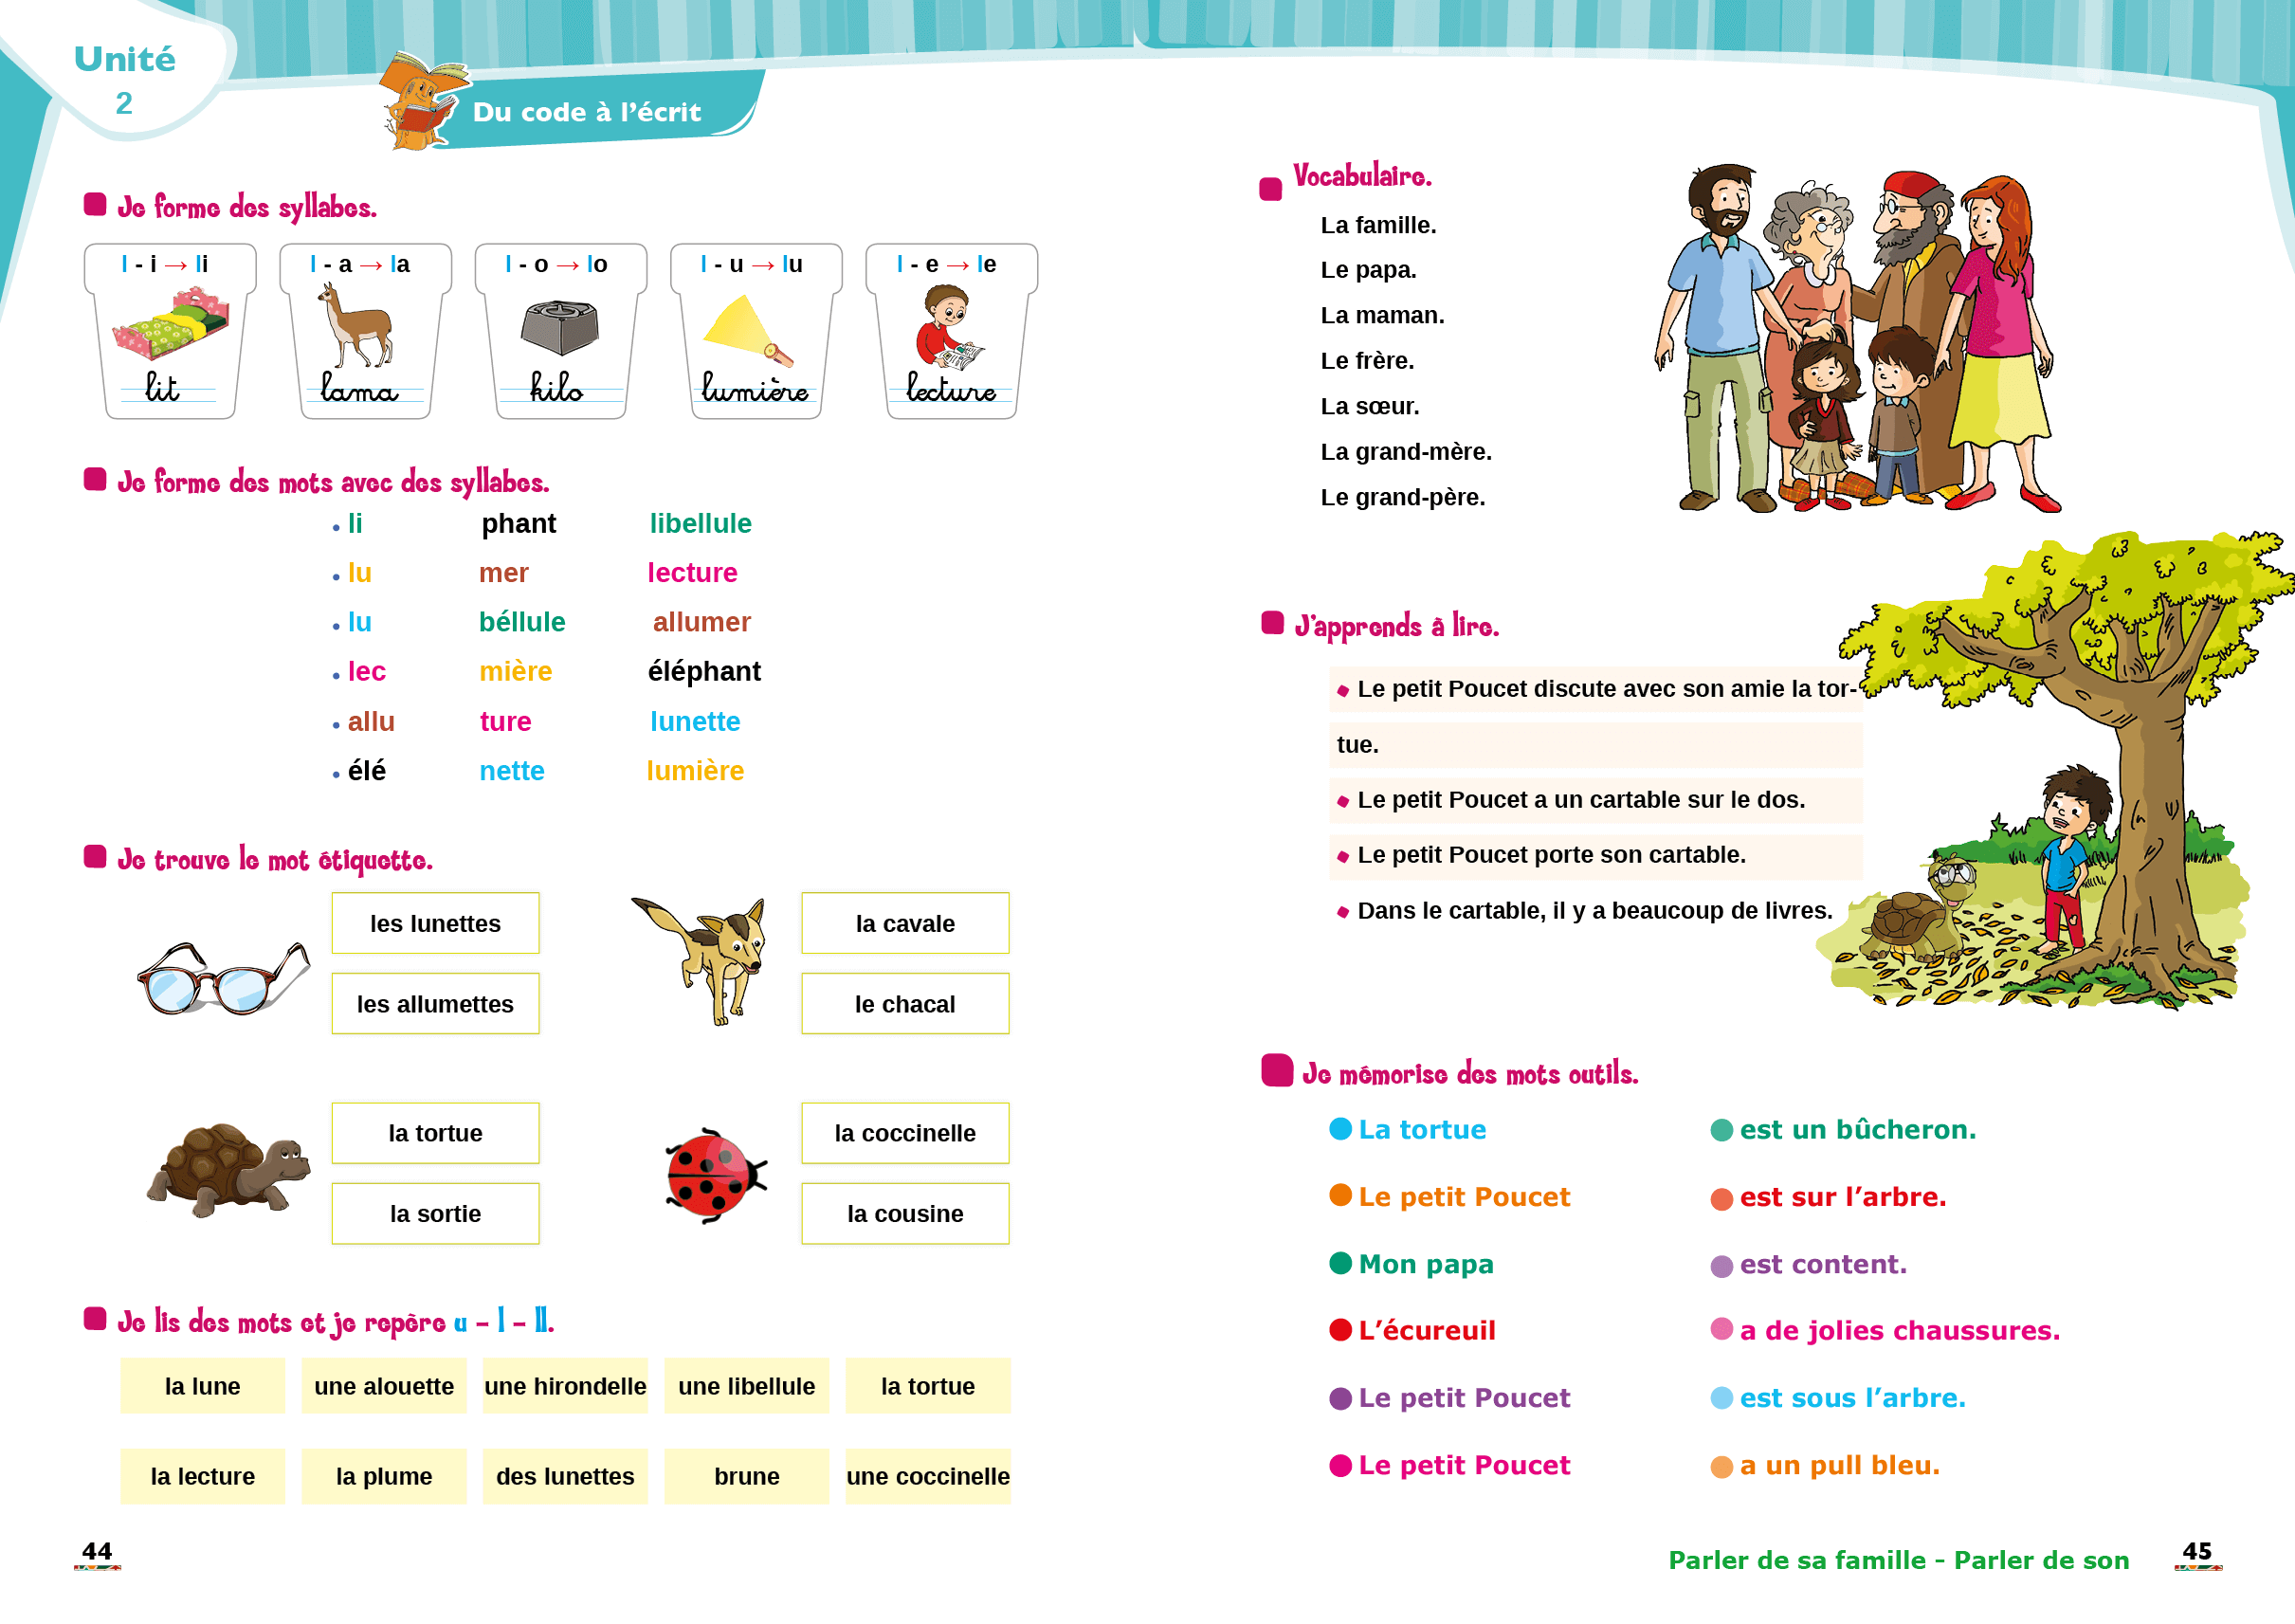 Unité
2
Du code à l'écrit
Je forme des syllabes.
l - i → li
l - a → la
l - o → lo
l - u → lu
l - e → le
lit
lama
kilo
lumière
lecture
Je forme des mots avec des syllabes.
• li phant libellule
• lu mer lecture
• lu béllule allumer
• lec mière éléphant
• allu ture lunette
• élé nette lumière
Je trouve le mot étiquette.
les lunettes
les allumettes
la cavale
le chacal
la tortue
la sortie
la coccinelle
la cousine
Je lis des mots et je repère u - l - ll.
la lune une alouette une hirondelle une libellule la tortue
la lecture la plume des lunettes brune une coccinelle
44
Vocabulaire.
La famille.
Le papa.
La maman.
Le frère.
La sœur.
La grand-mère.
Le grand-père.
J'apprends à lire.
Le petit Poucet discute avec son amie la tor-
tue.
Le petit Poucet a un cartable sur le dos.
Le petit Poucet porte son cartable.
Dans le cartable, il y a beaucoup de livres.
Je mémorise des mots outils.
La tortue est un bûcheron.
Le petit Poucet est sur l'arbre.
Mon papa est content.
L'écureuil a de jolies chaussures.
Le petit Poucet est sous l'arbre.
Le petit Poucet a un pull bleu.
Parler de sa famille - Parler de son
45